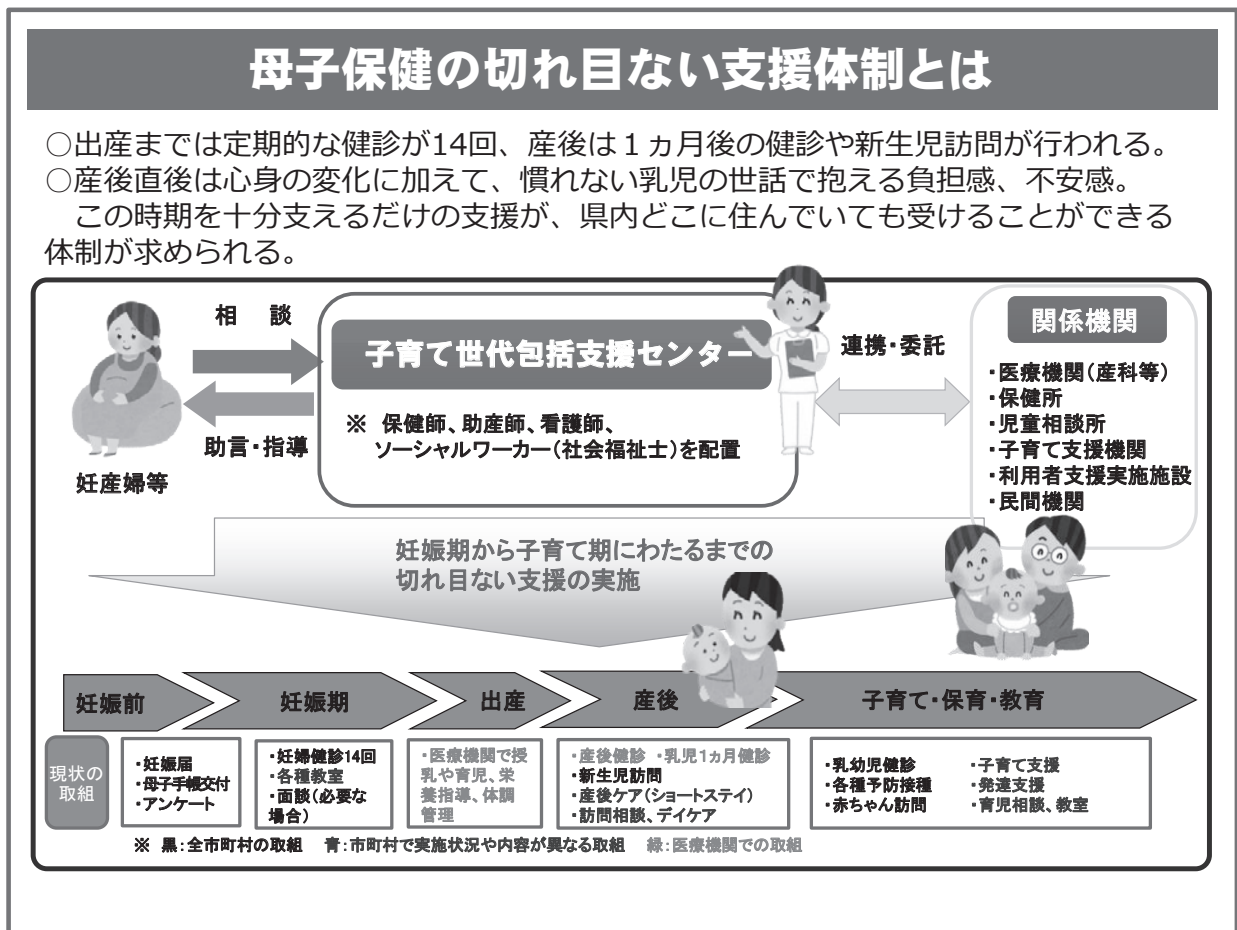 母子保健の切れ目ない支援体制とは
○出産までは定期的な健診が14回、産後は１ヵ月後の健診や新生児訪問が行われる。
○産後直後は心身の変化に加えて、慣れない乳児の世話で抱える負担感、不安感。
　この時期を十分支えるだけの支援が、県内どこに住んでいても受けることができる
体制が求められる。
相　談
助言・指導
妊産婦等
子育て世代包括支援センター
※ 保健師、助産師、看護師、
ソーシャルワーカー（社会福祉士）を配置
連携・委託
関係機関
・医療機関（産科等）
・保健所
・児童相談所
・子育て支援機関
・利用者支援実施施設
・民間機関
妊娠期から子育て期にわたるまでの
切れ目ない支援の実施
妊娠前
妊娠期
出産
産後
子育て・保育・教育
現状の
取組
・妊娠届
・母子手帳交付
・アンケート
・妊婦健診14回
・各種教室
・面談（必要な
場合）
・医療機関で授
乳や育児、栄
養指導、体調
管理
・産後健診　・乳児1ヵ月健診
・新生児訪問
・産後ケア（ショートステイ）
・訪問相談、デイケア
・乳幼児健診
・各種予防接種
・赤ちゃん訪問
・子育て支援
・発達支援
・育児相談、教室
※ 黒：全市町村の取組　青：市町村で実施状況や内容が異なる取組　緑：医療機関での取組